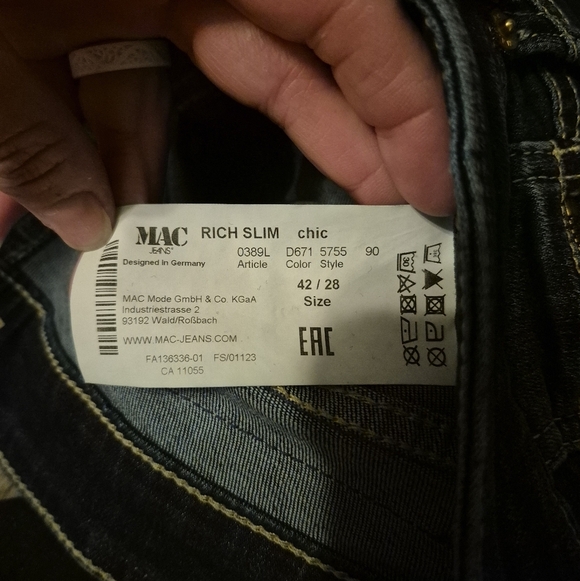 MAC
JEANS
Designed in Germany
RICH SLIM chic
0389L D671 5755 90
Article Color Style
42 / 28
Size
MAC Mode GmbH & Co. KGaA
Industriestrasse 2
93192 Wald/Roßbach
WWW.MAC-JEANS.COM
FA136336-01 FS/01123
CA 11055
EAC
30